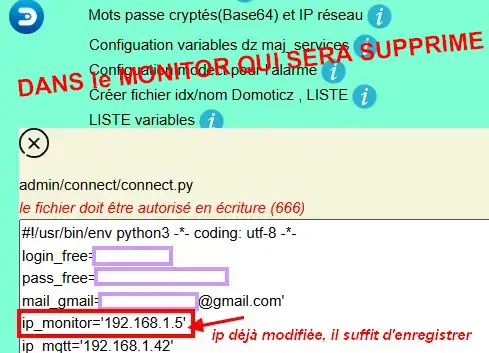 Mots passe cryptés(Base64) et IP réseau
Configuation variables dz maj_services
DANS le MONITOR QUI SERA SUPPRIME
Configuation modect pour l'alarme
Créer fichier idx/nom Domoticz , LISTE
LISTE variables
admin/connect/connect.py
le fichier doit être autorisé en écriture (666)
#!/usr/bin/env python3 -*- coding: utf-8 -*-
login_free=
pass_free=
mail_gmail= @gmail.com'
ip_monitor='192.168.1.5'
ip déjà modifiée, il suffit d'enregistrer
ip_mqtt='192.168.1.42'